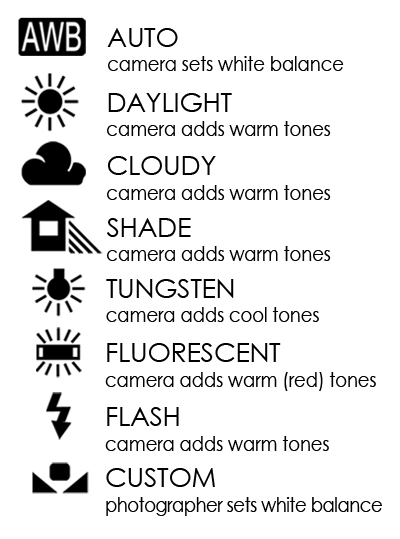 AWB
AUTO
camera sets white balance
DAYLIGHT
camera adds warm tones
CLOUDY
camera adds warm tones
SHADE
camera adds warm tones
TUNGSTEN
camera adds cool tones
FLUORESCENT
camera adds warm (red) tones
FLASH
camera adds warm tones
CUSTOM
photographer sets white balance